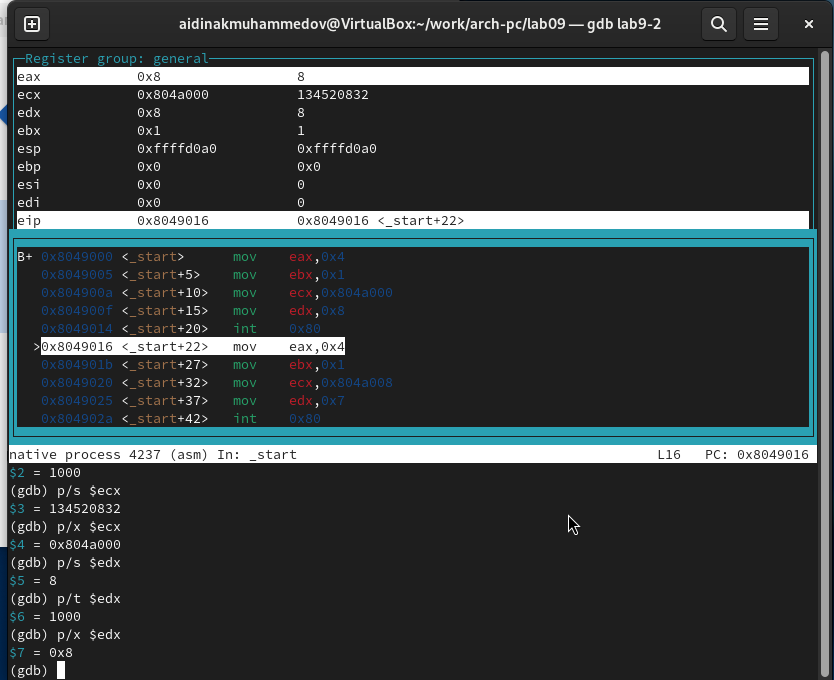 aidinakmuhammedov@VirtualBox:~/work/arch-pc/lab09 — gdb lab9-2
Register group: general
eax 0x8 8
ecx 0x804a000 134520832
edx 0x8 8
ebx 0x1 1
esp 0xffffd0a0 0xffffd0a0
ebp 0x0 0x0
esi 0x0 0
edi 0x0 0
eip 0x8049016 0x8049016 <_start+22>
B+ 0x8049000 <_start> mov eax,0x4
0x8049005 <_start+5> mov ebx,0x1
0x804900a <_start+10> mov ecx,0x804a000
0x804900f <_start+15> mov edx,0x8
0x8049014 <_start+20> int 0x80
>0x8049016 <_start+22> mov eax,0x4
0x804901b <_start+27> mov ebx,0x1
0x8049020 <_start+32> mov ecx,0x804a008
0x8049025 <_start+37> mov edx,0x7
0x804902a <_start+42> int 0x80
native process 4237 (asm) In: _start L16 PC: 0x8049016
$2 = 1000
(gdb) p/s $ecx
$3 = 134520832
(gdb) p/x $ecx
$4 = 0x804a000
(gdb) p/s $edx
$5 = 8
(gdb) p/t $edx
$6 = 1000
(gdb) p/x $edx
$7 = 0x8
(gdb)